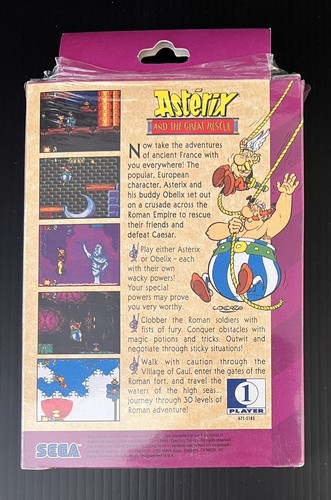 Astérix
AND THE GREAT RESCUE
Now take the adventures
of ancient France with
you everywhere! The
popular, European
character, Asterix and
his buddy Obelix set out
on a crusade across the
Roman Empire to rescue
their friends and
defeat Caesar.
Play either Asterix
or Obelix - each
with their own
wacky powers!
Your special
powers may prove
you very worthy.
Clobber the Roman soldiers with
fists of fury. Conquer obstacles with
magic potions and tricks. Outwit and
negotiate through sticky situations!
Walk with caution through the
Village of Gaul, enter the gates of the
Roman fort, and travel the
waters of the high seas...
journey through 30 levels of
Roman adventure!
UDERZO
1
PLAYER
SEGA